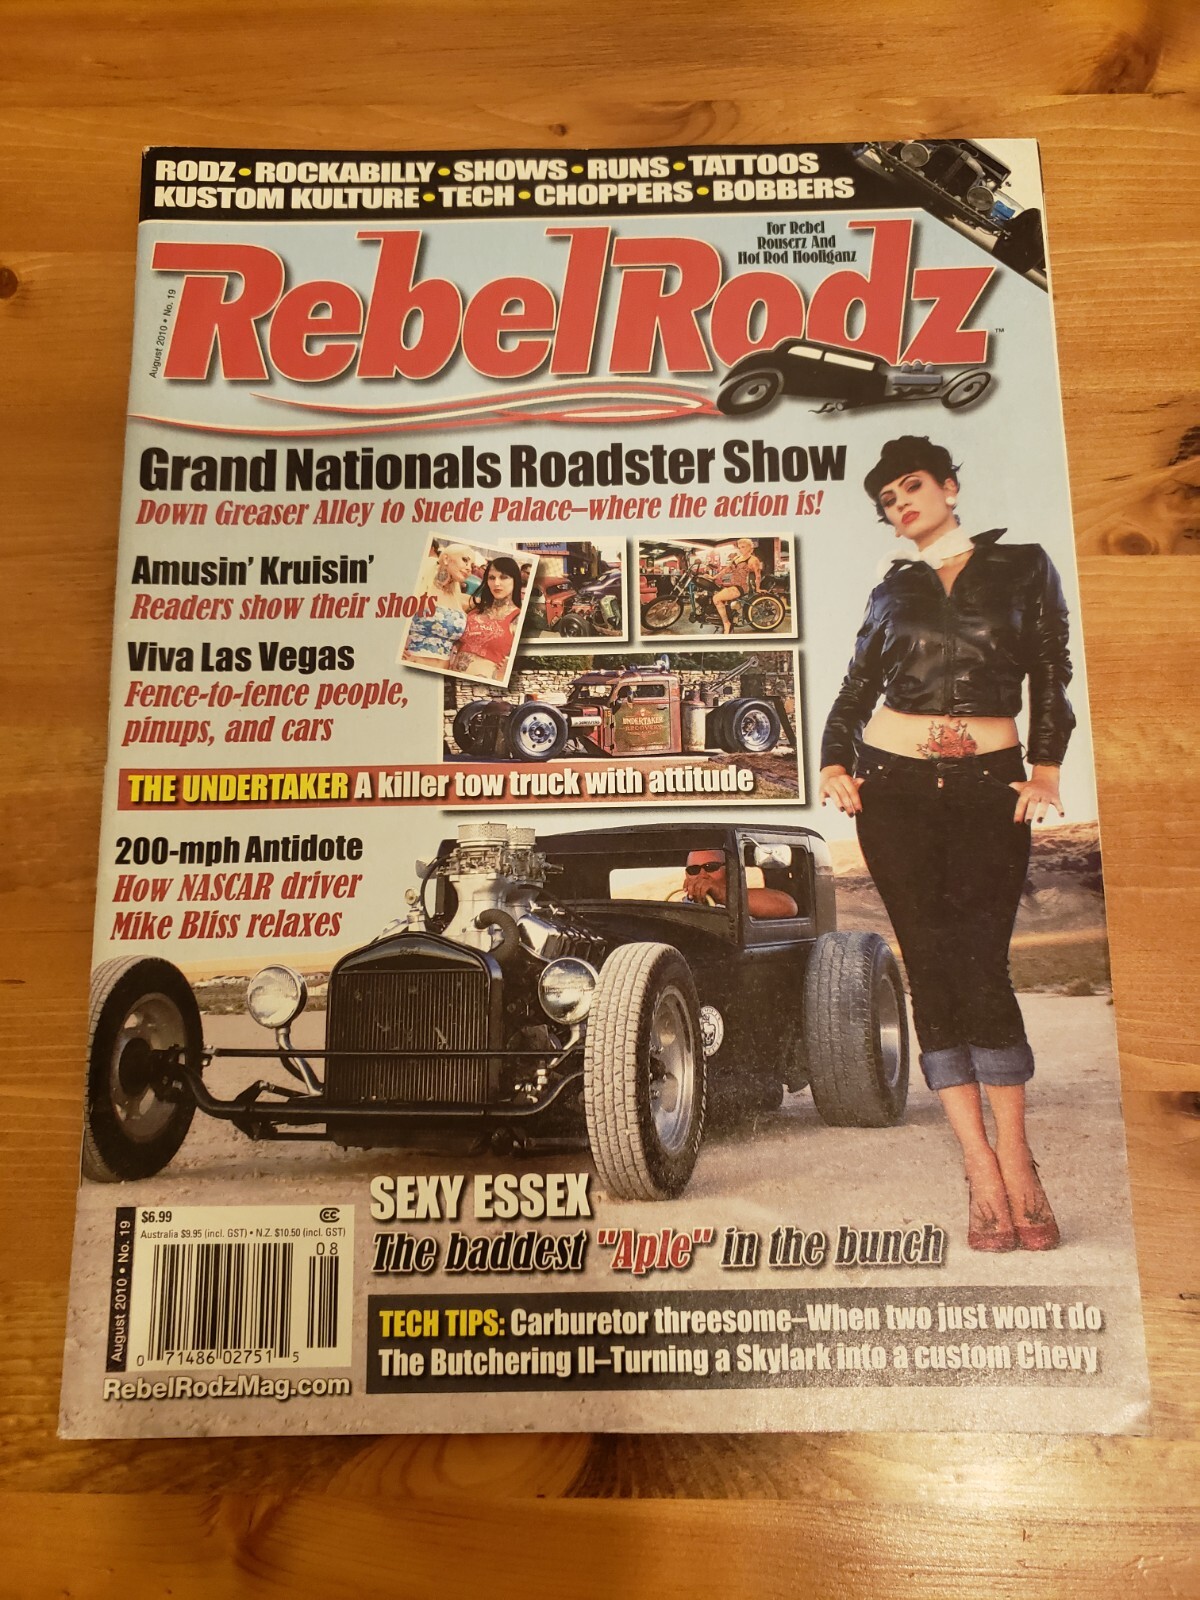 RODZ • ROCKABILLY • SHOWS • RUNS • TATTOOS
KUSTOM KULTURE • TECH • CHOPPERS • BOBBERS
For Rebel
Rouserz And
Hot Rod Hooliganz
RebelRodz™
August 2010 • No. 19
Grand Nationals Roadster Show
Down Greaser Alley to Suede Palace–where the action is!
Amusin' Kruisin'
Readers show their shots
Viva Las Vegas
Fence-to-fence people,
pinups, and cars
UNDERTAKER
RECOVERY
THE UNDERTAKER A killer tow truck with attitude
200-mph Antidote
How NASCAR driver
Mike Bliss relaxes
SEXY ESSEX
The baddest "Aple" in the bunch
TECH TIPS: Carburetor threesome–When two just won't do
The Butchering II–Turning a Skylark into a custom Chevy
August 2010 • No. 19
$6.99
CC
Australia $9.95 (incl. GST) • N.Z. $10.50 (incl. GST)
08
0 71486 02751 5
RebelRodzMag.com